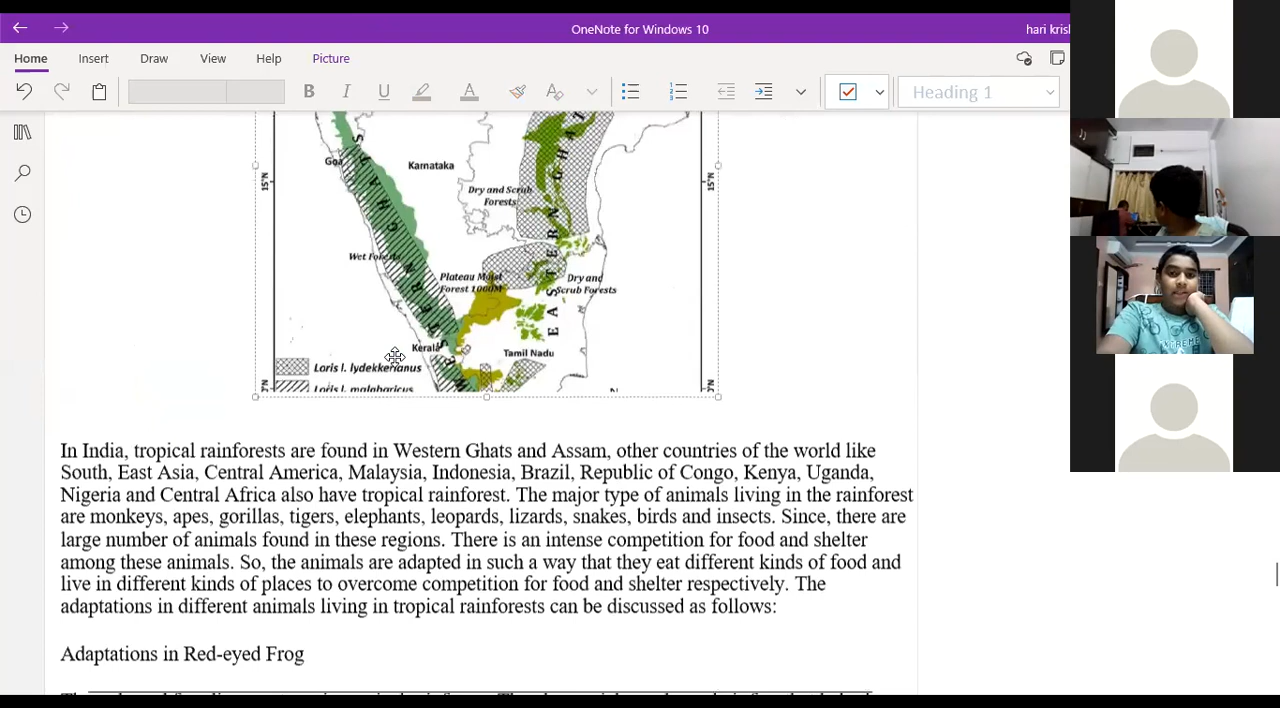 OneNote for Windows 10
hari kris
Home Insert Draw View Help Picture
B I U A Heading 1
Goa
Karnataka
15°N
15°N
Dry and Scrub
Forests
Wet Forests
Plateau Moist
Forest 1000M
Dry and
Scrub Forests
WESTERN GHATS
EASTERN GHAT
Kerala
Tamil Nadu
Loris l. lydekkerianus
Loris l. malabaricus
In India, tropical rainforests are found in Western Ghats and Assam, other countries of the world like
South, East Asia, Central America, Malaysia, Indonesia, Brazil, Republic of Congo, Kenya, Uganda,
Nigeria and Central Africa also have tropical rainforest. The major type of animals living in the rainforest
are monkeys, apes, gorillas, tigers, elephants, leopards, lizards, snakes, birds and insects. Since, there are
large number of animals found in these regions. There is an intense competition for food and shelter
among these animals. So, the animals are adapted in such a way that they eat different kinds of food and
live in different kinds of places to overcome competition for food and shelter respectively. The
adaptations in different animals living in tropical rainforests can be discussed as follows:
Adaptations in Red-eyed Frog